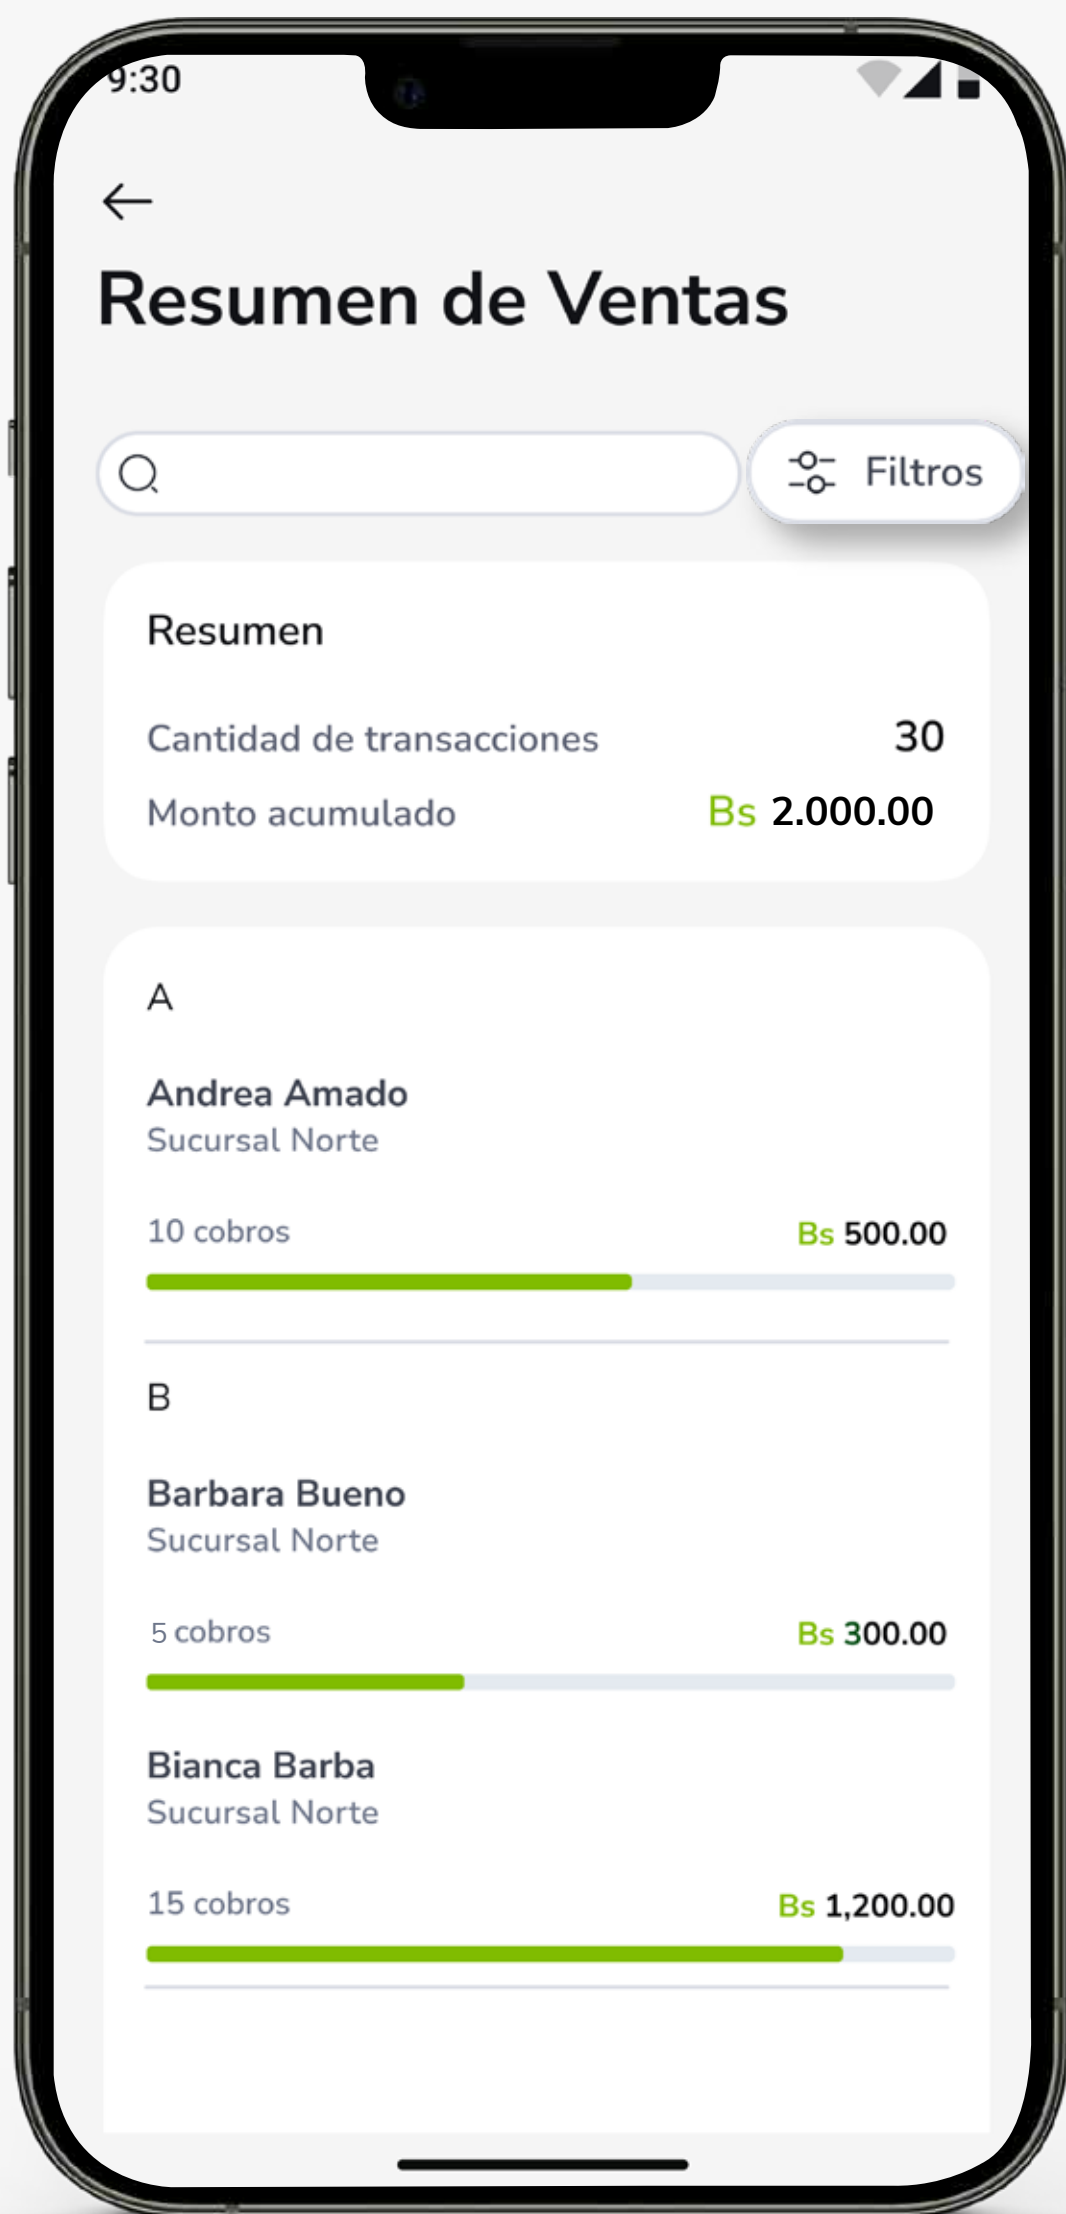 9:30
Resumen de Ventas
Filtros
Resumen
Cantidad de transacciones 30
Monto acumulado Bs 2.000.00
A
Andrea Amado
Sucursal Norte
10 cobros Bs 500.00
B
Barbara Bueno
Sucursal Norte
5 cobros Bs 300.00
Bianca Barba
Sucursal Norte
15 cobros Bs 1,200.00